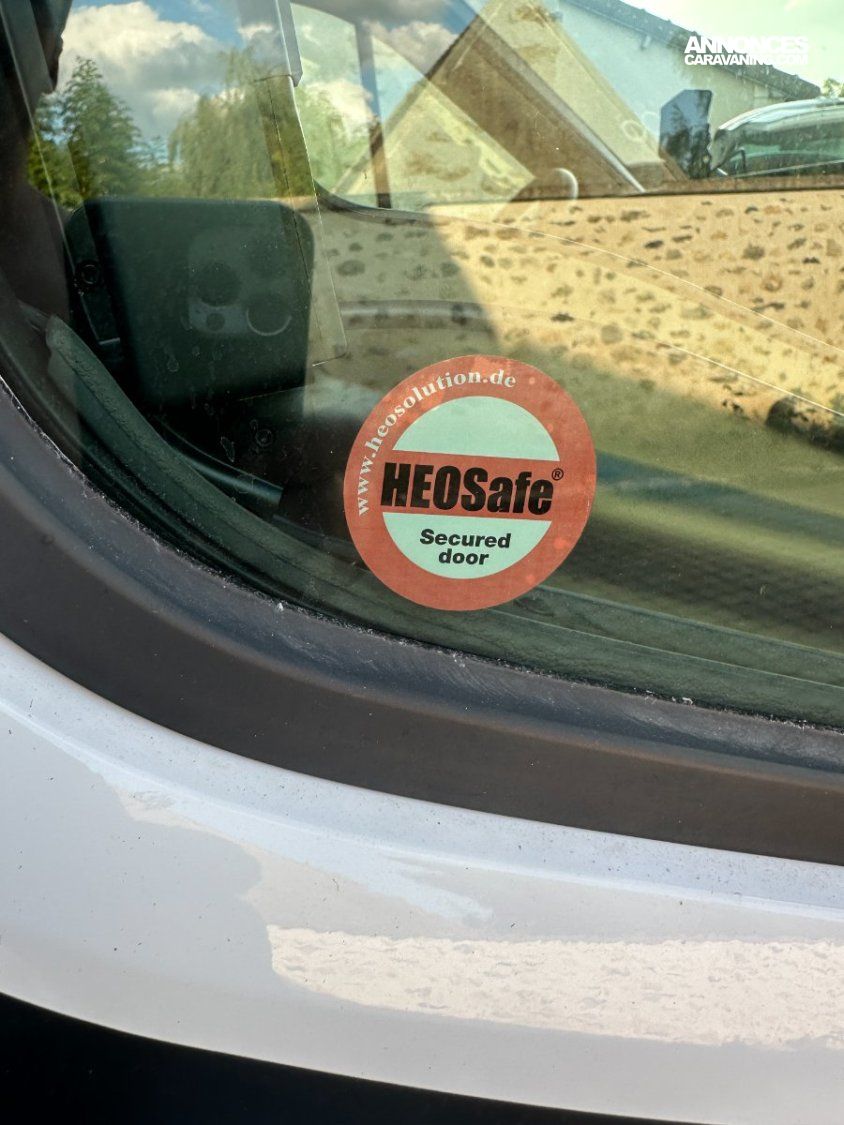 ANNONCES
CARAVANING.COM
www.heosolution.de
HEOSafe®
Secured
door